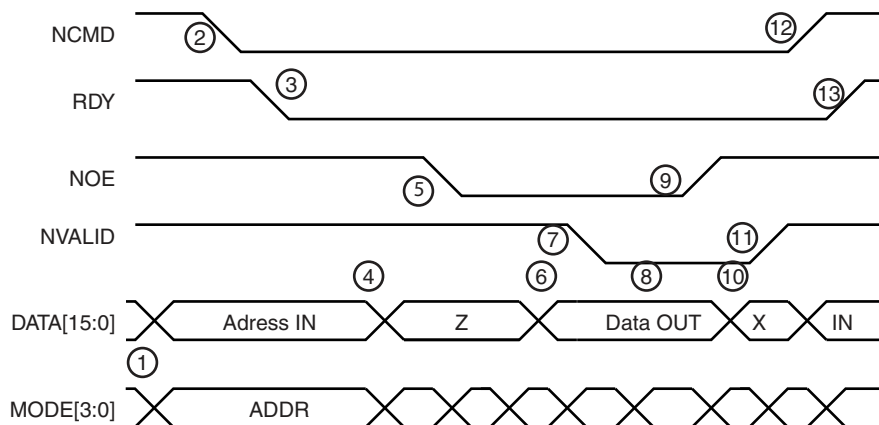 NCMD ② ⑫
RDY ③ ⑬
NOE ⑤ ⑨
NVALID ⑦ ⑪
④ ⑥ ⑧ ⑩
DATA[15:0] Adress IN Z Data OUT X IN
①
MODE[3:0] ADDR